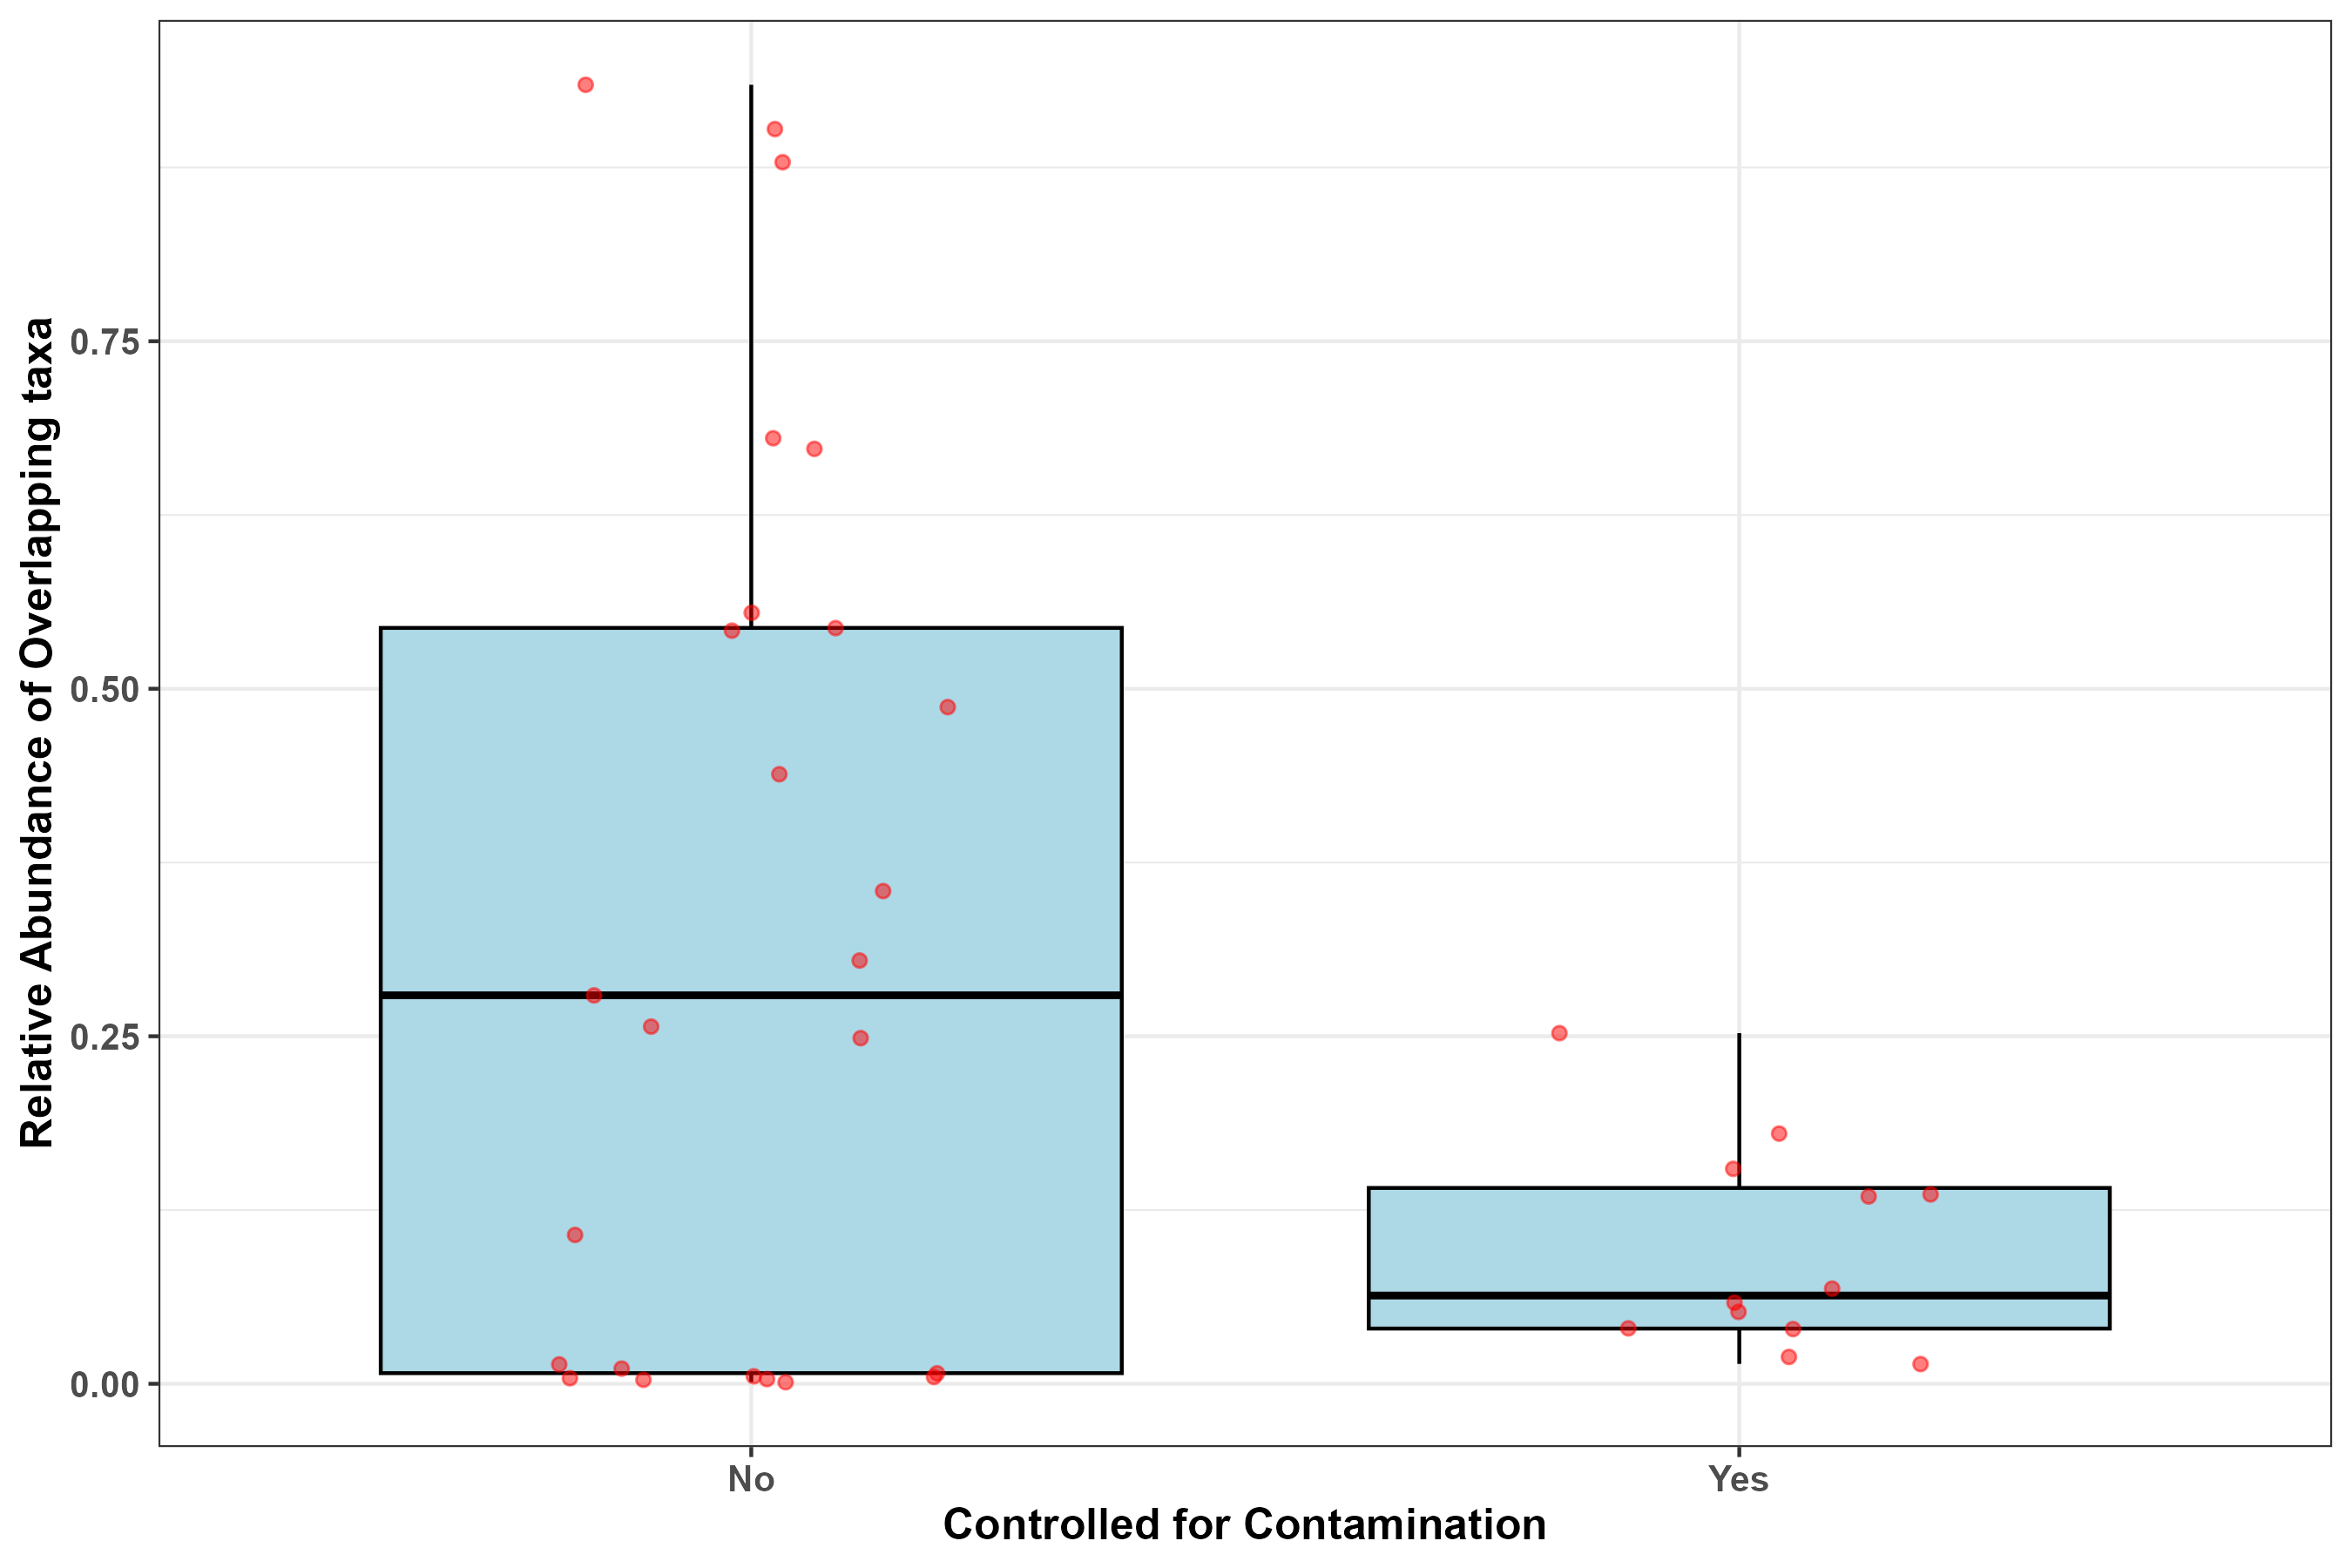 Relative Abundance of Overlapping taxa
0.75
0.50
0.25
0.00
No
Yes
Controlled for Contamination